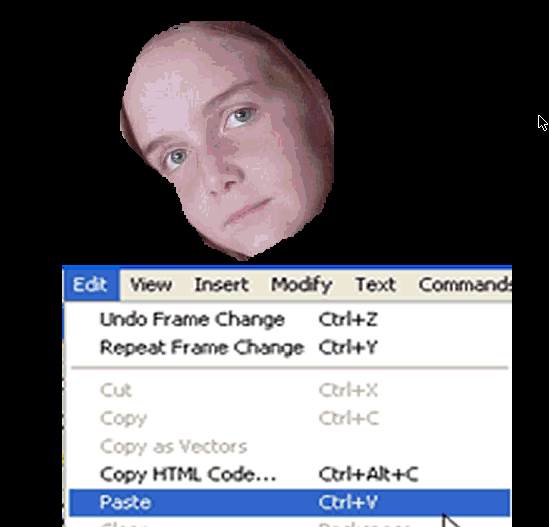 Edit View Insert Modify Text Commands
Undo Frame Change Ctrl+Z
Repeat Frame Change Ctrl+Y
Cut Ctrl+X
Copy Ctrl+C
Copy as Vectors
Copy HTML Code... Ctrl+Alt+C
Paste Ctrl+V